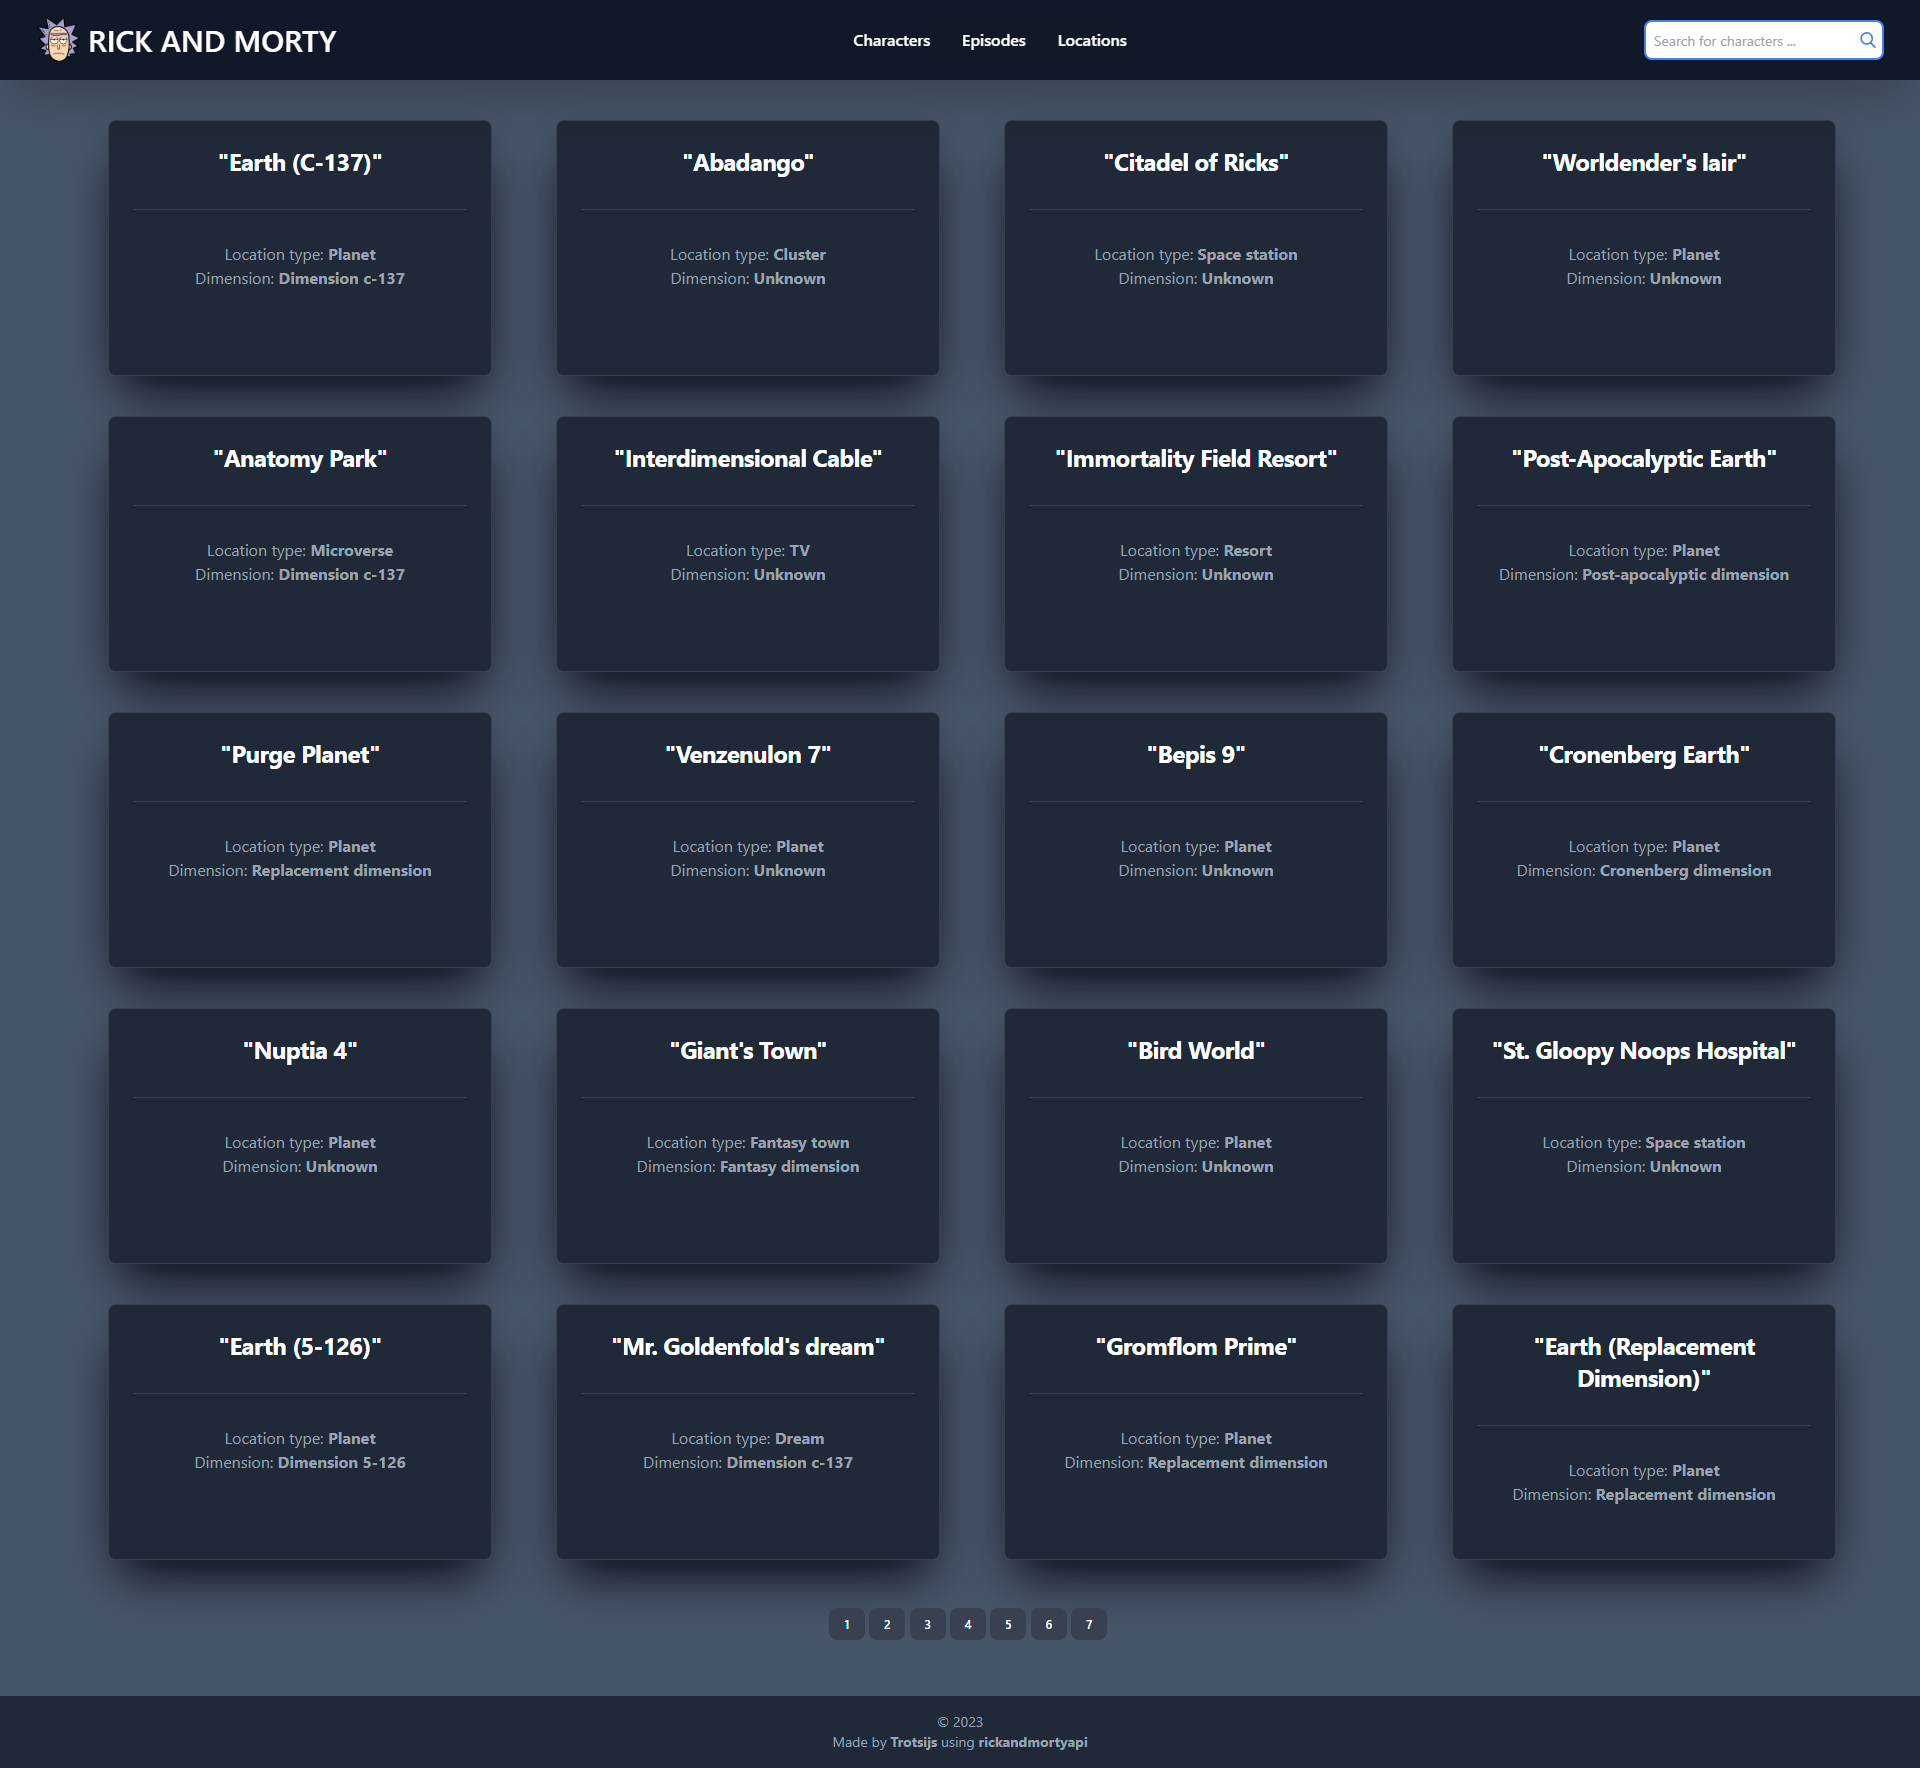 RICK AND MORTY
Characters
Episodes
Locations
Search for characters ...
"Earth (C-137)"
Location type: Planet
Dimension: Dimension c-137
"Abadango"
Location type: Cluster
Dimension: Unknown
"Citadel of Ricks"
Location type: Space station
Dimension: Unknown
"Worldender's lair"
Location type: Planet
Dimension: Unknown
"Anatomy Park"
Location type: Microverse
Dimension: Dimension c-137
"Interdimensional Cable"
Location type: TV
Dimension: Unknown
"Immortality Field Resort"
Location type: Resort
Dimension: Unknown
"Post-Apocalyptic Earth"
Location type: Planet
Dimension: Post-apocalyptic dimension
"Purge Planet"
Location type: Planet
Dimension: Replacement dimension
"Venzenulon 7"
Location type: Planet
Dimension: Unknown
"Bepis 9"
Location type: Planet
Dimension: Unknown
"Cronenberg Earth"
Location type: Planet
Dimension: Cronenberg dimension
"Nuptia 4"
Location type: Planet
Dimension: Unknown
"Giant's Town"
Location type: Fantasy town
Dimension: Fantasy dimension
"Bird World"
Location type: Planet
Dimension: Unknown
"St. Gloopy Noops Hospital"
Location type: Space station
Dimension: Unknown
"Earth (5-126)"
Location type: Planet
Dimension: Dimension 5-126
"Mr. Goldenfold's dream"
Location type: Dream
Dimension: Dimension c-137
"Gromflom Prime"
Location type: Planet
Dimension: Replacement dimension
"Earth (Replacement
Dimension)"
Location type: Planet
Dimension: Replacement dimension
1 2 3 4 5 6 7
© 2023
Made by Trotsijs using rickandmortyapi